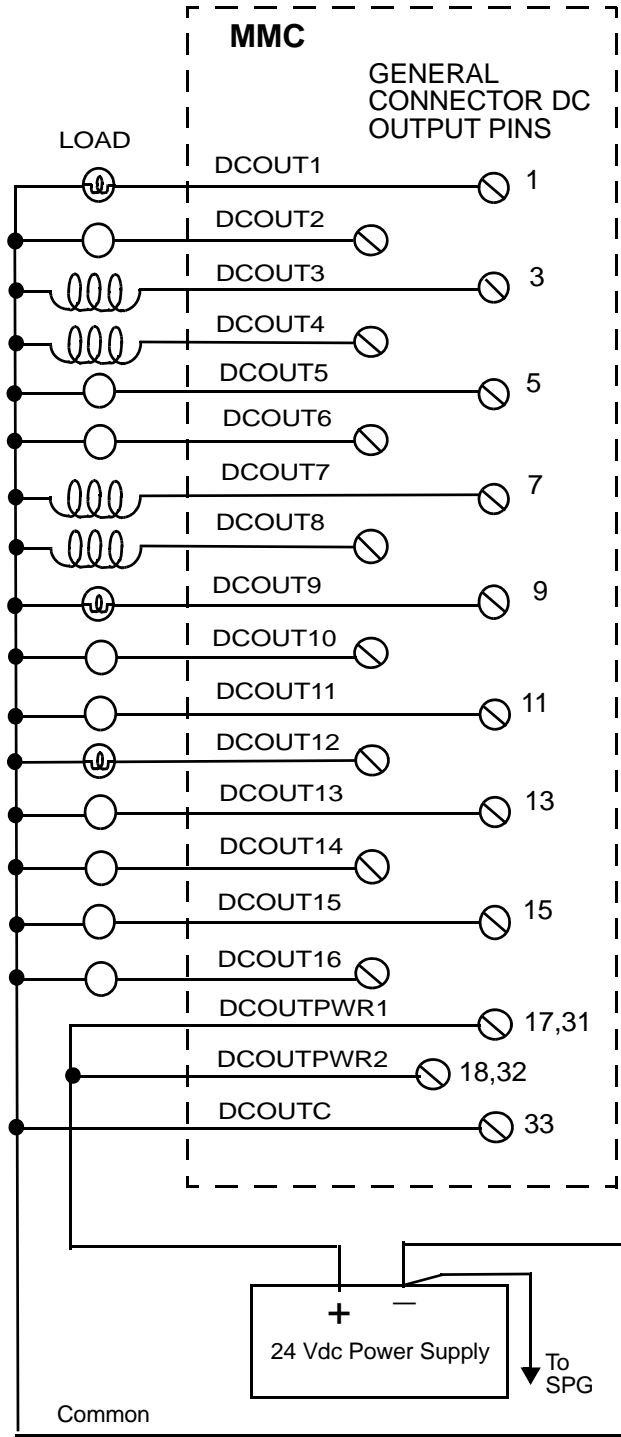 MMC
GENERAL
CONNECTOR DC
OUTPUT PINS
LOAD
DCOUT1
1
DCOUT2
DCOUT3
3
DCOUT4
DCOUT5
5
DCOUT6
DCOUT7
7
DCOUT8
DCOUT9
9
DCOUT10
DCOUT11
11
DCOUT12
DCOUT13
13
DCOUT14
DCOUT15
15
DCOUT16
DCOUTPWR1
17,31
DCOUTPWR2
18,32
DCOUTC
33
+ –
24 Vdc Power Supply
To
SPG
Common